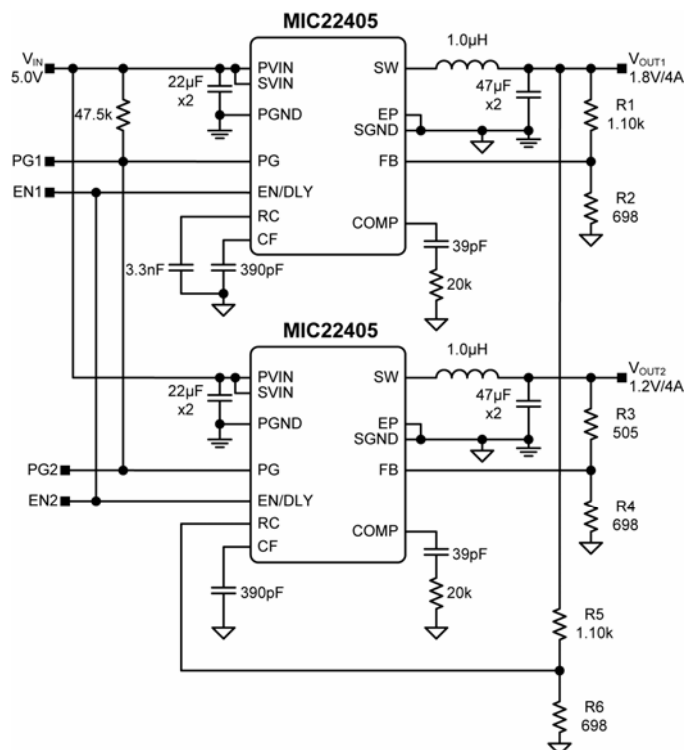 MIC22405
VIN
5.0V
47.5k
22µF
x2
PVIN
SVIN
PGND
PG
EN/DLY
RC
CF
SW
EP
SGND
FB
COMP
1.0µH
47µF
x2
VOUT1
1.8V/4A
R1
1.10k
R2
698
PG1
EN1
3.3nF
390pF
39pF
20k
MIC22405
22µF
x2
PVIN
SVIN
PGND
PG
EN/DLY
RC
CF
SW
EP
SGND
FB
COMP
1.0µH
47µF
x2
VOUT2
1.2V/4A
R3
505
R4
698
PG2
EN2
390pF
39pF
20k
R5
1.10k
R6
698